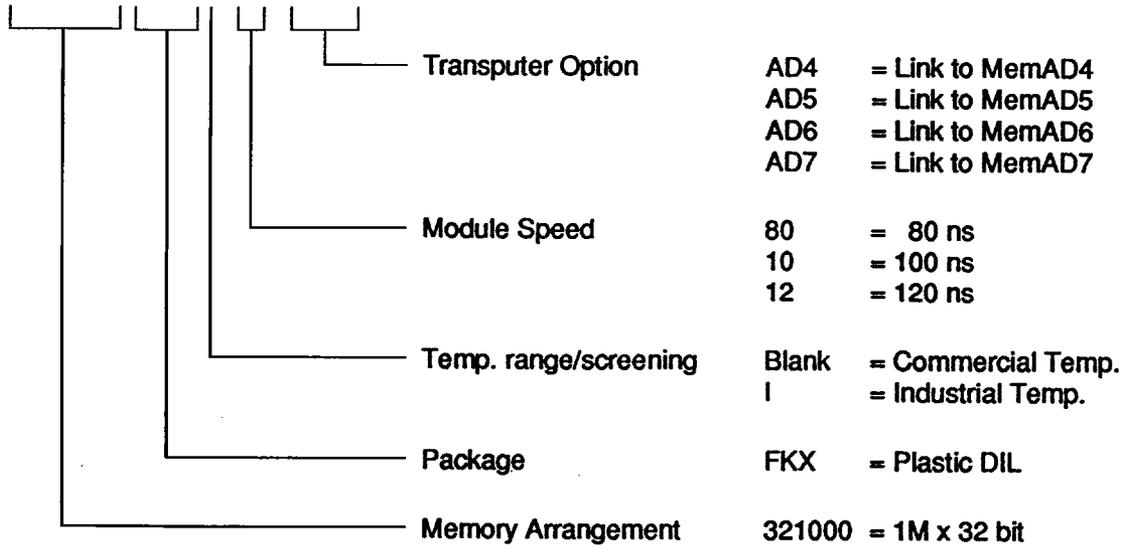 Transputer Option AD4 = Link to MemAD4
AD5 = Link to MemAD5
AD6 = Link to MemAD6
AD7 = Link to MemAD7
Module Speed 80 = 80 ns
10 = 100 ns
12 = 120 ns
Temp. range/screening Blank = Commercial Temp.
I = Industrial Temp.
Package FKX = Plastic DIL
Memory Arrangement 321000 = 1M x 32 bit